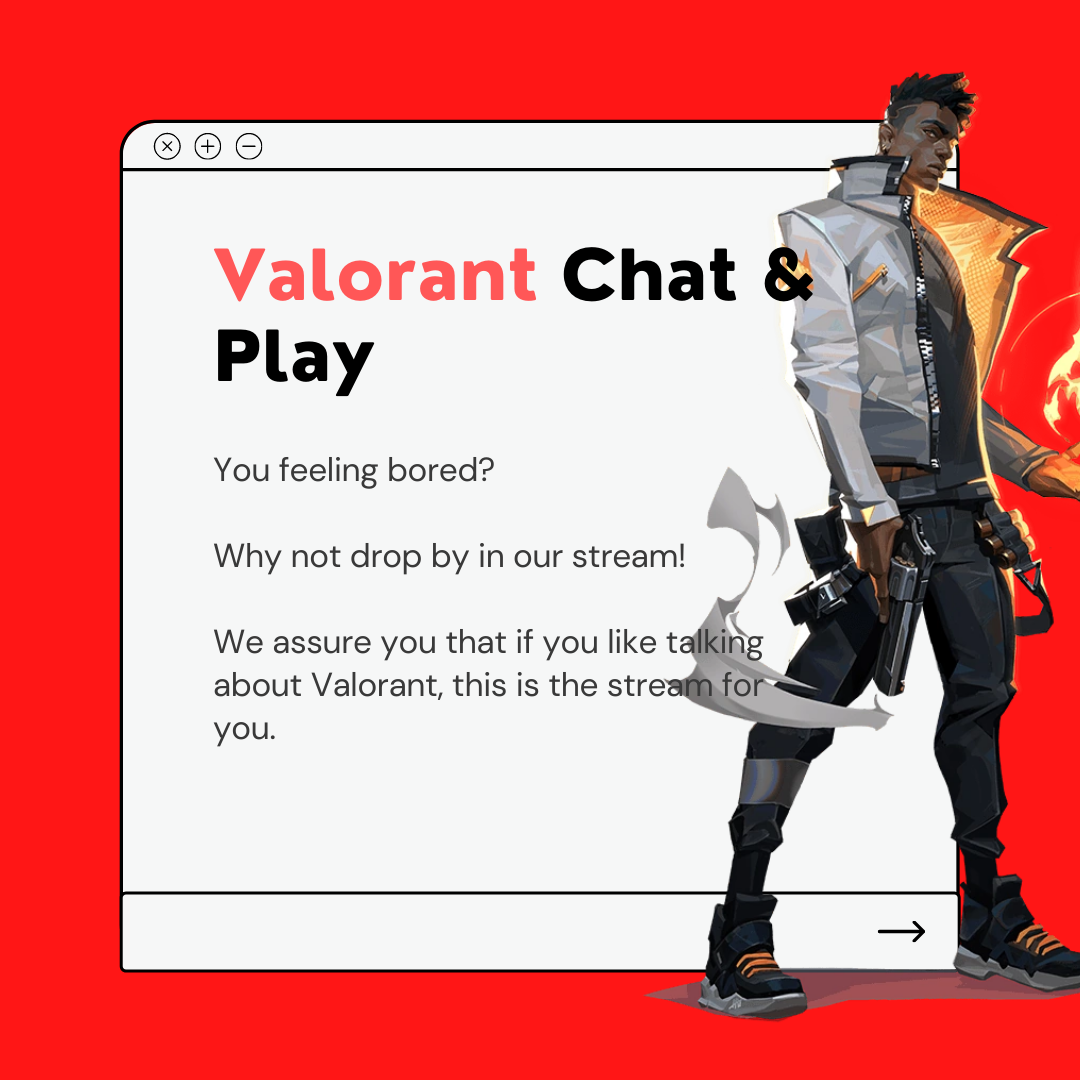 Valorant Chat &
Play
You feeling bored?
Why not drop by in our stream!
We assure you that if you like talking
about Valorant, this is the stream for
you.